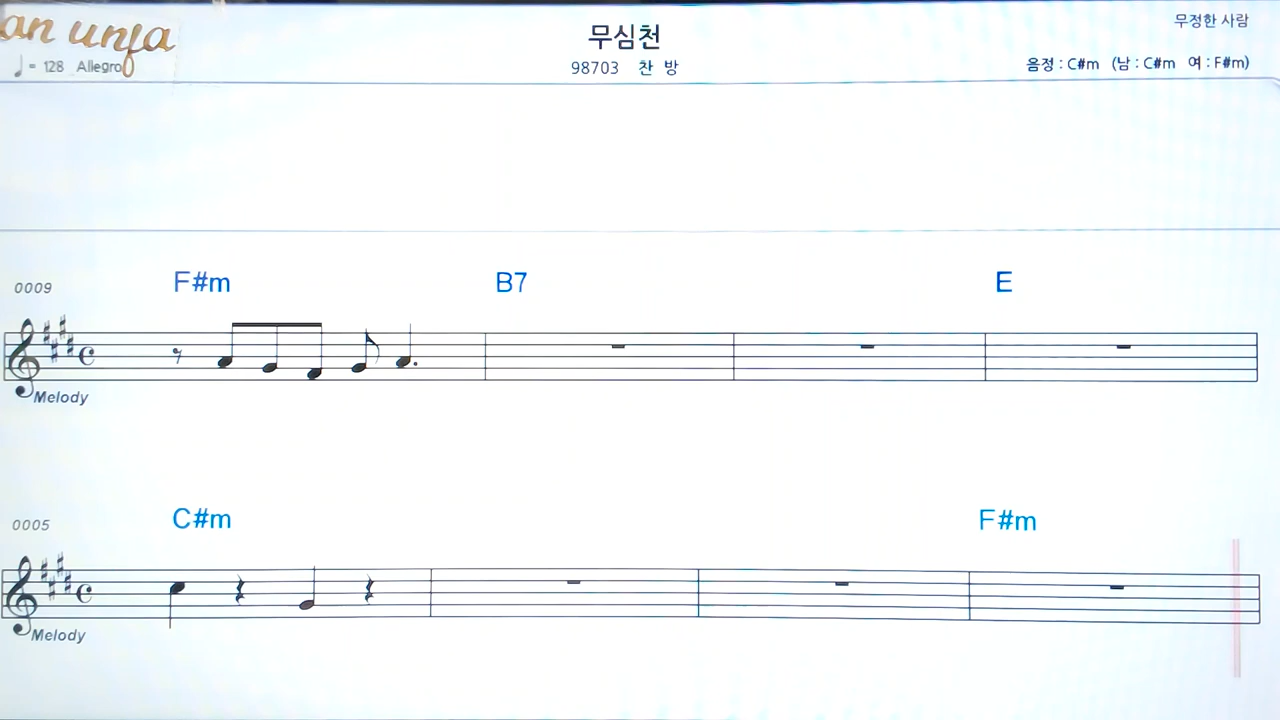 an unfa
무심천
무정한 사람
♩ = 128 Allegro
98703 찬 방
음정 : C#m (남 : C#m 여 : F#m)
0009
F#m B7 E
Melody
0005
C#m F#m
Melody